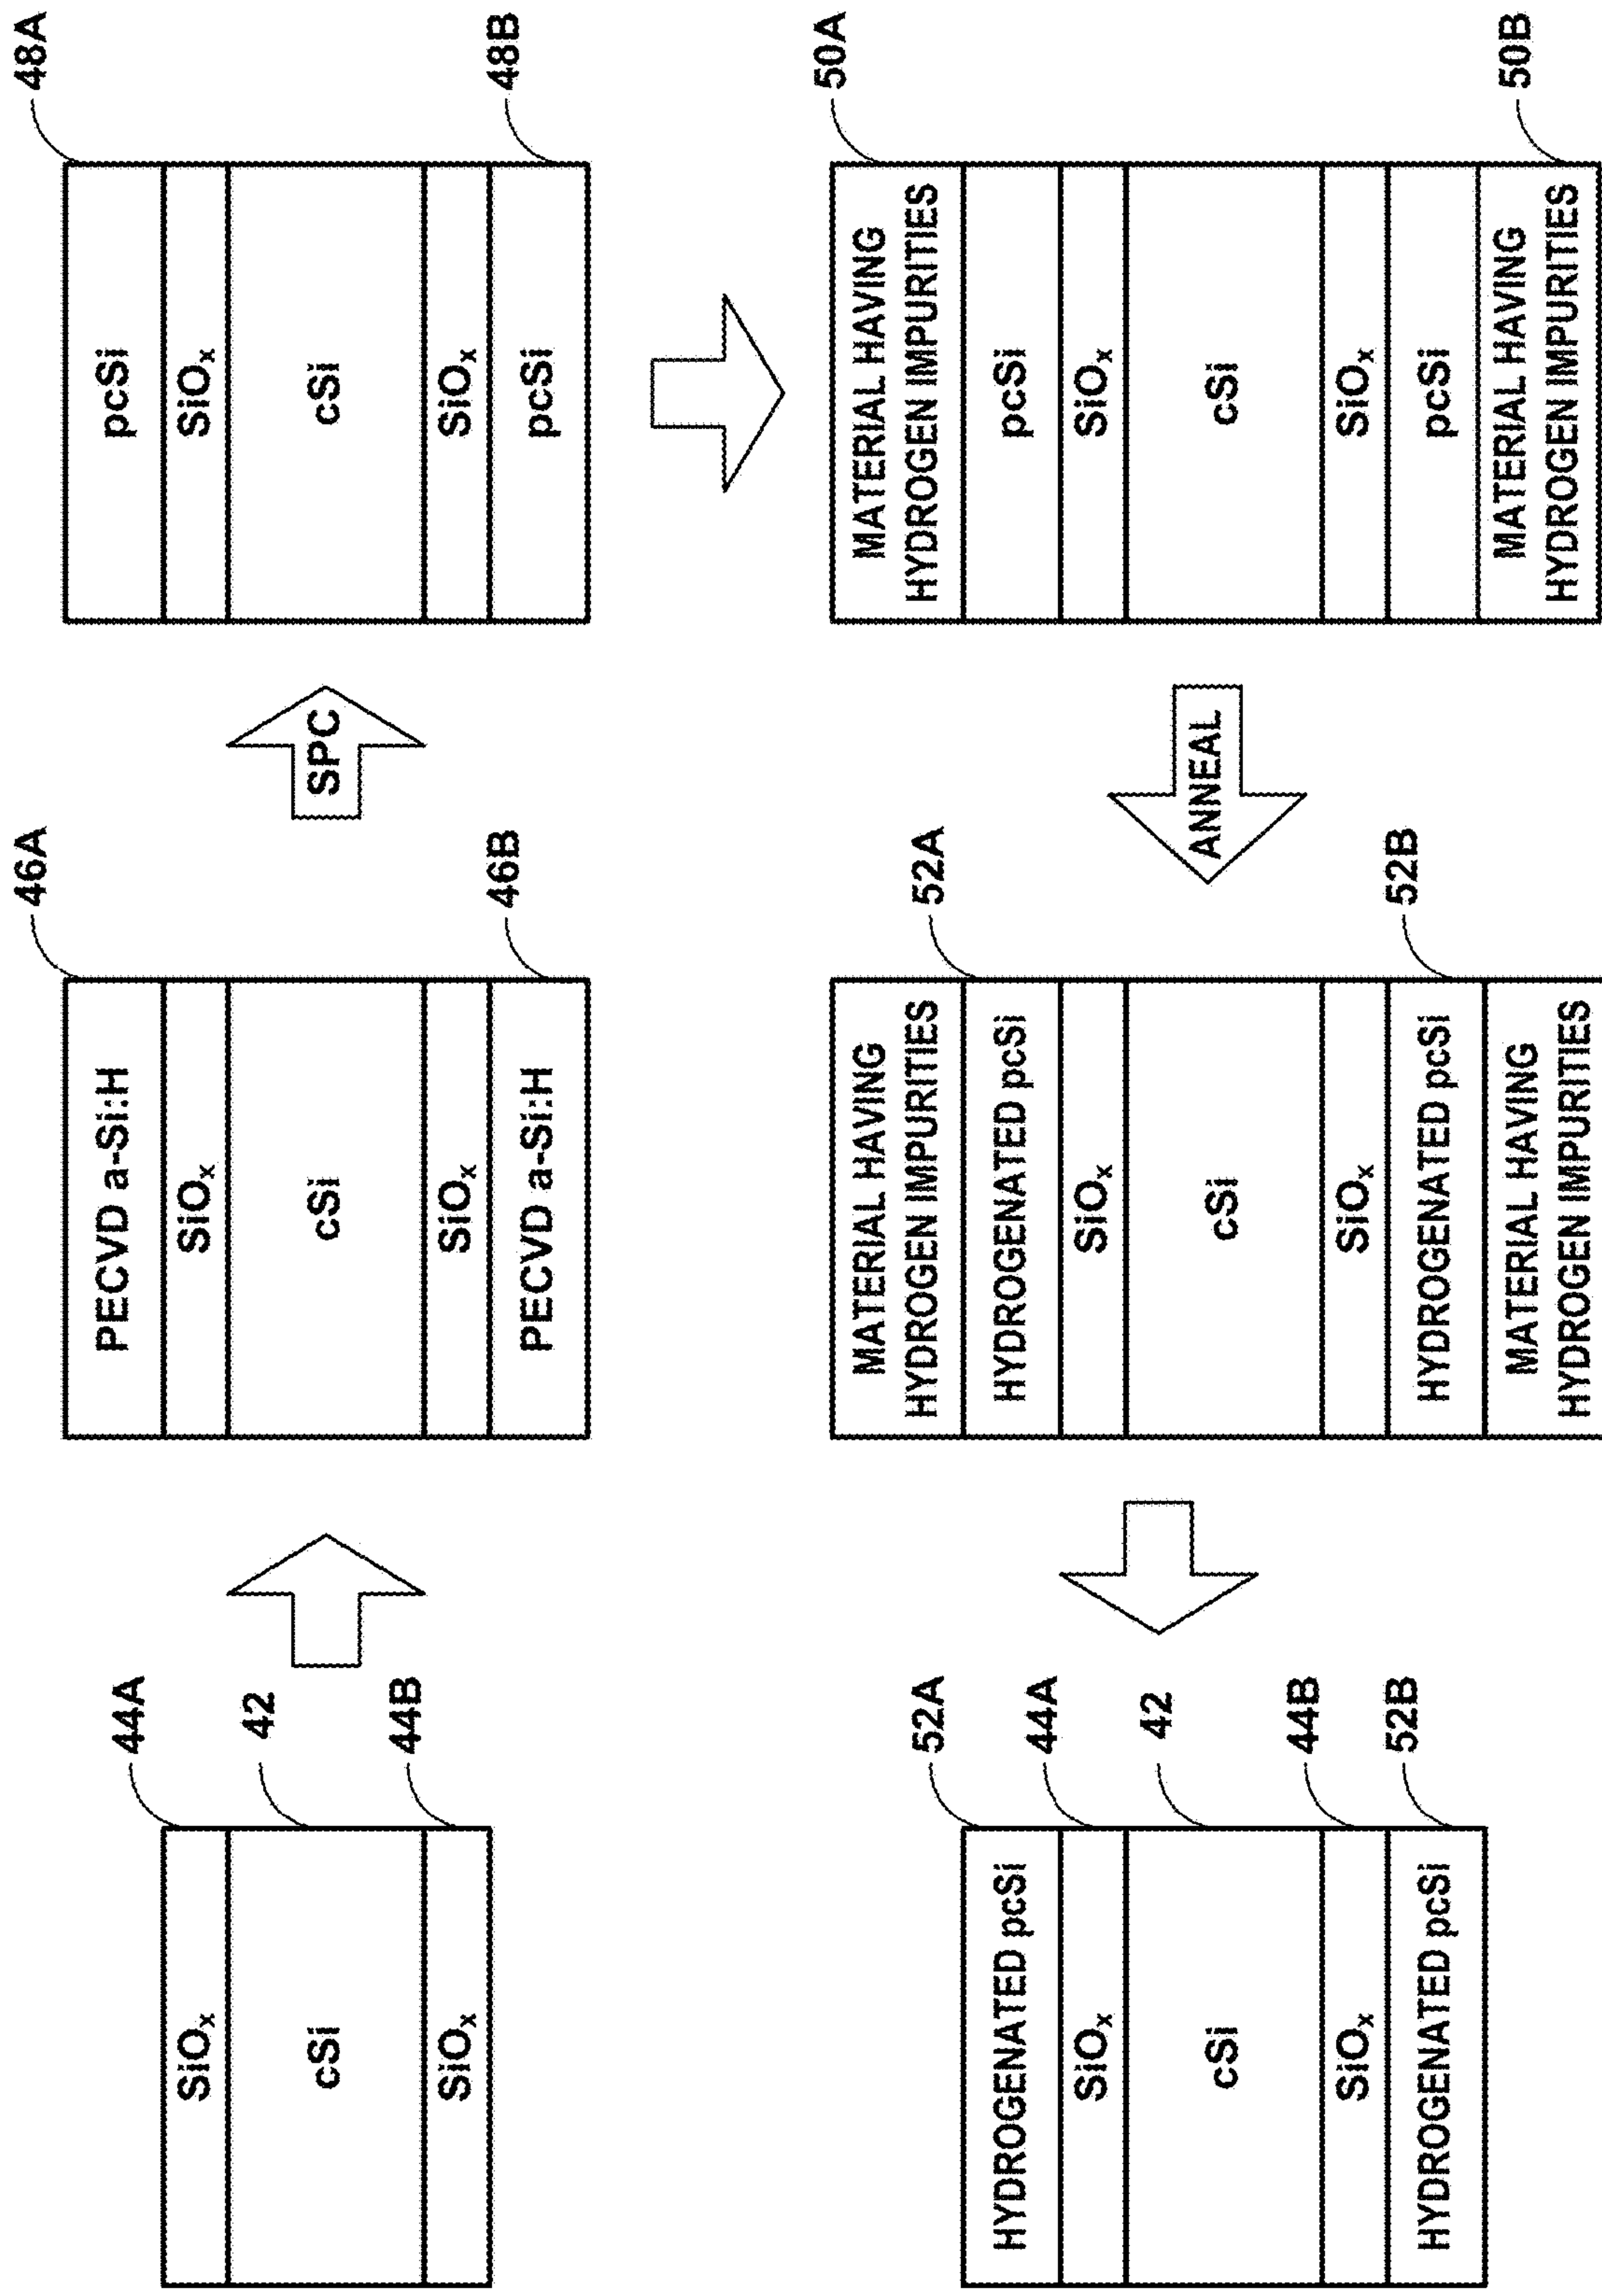 44A
SiOx
42
cSi
44B
SiOx
46A
PECVD a-Si:H
SiOx
cSi
SiOx
46B
PECVD a-Si:H
SPC
48A
pcSi
SiOx
cSi
SiOx
48B
pcSi
50A
MATERIAL HAVING
HYDROGEN IMPURITIES
pcSi
SiOx
cSi
SiOx
pcSi
50B
MATERIAL HAVING
HYDROGEN IMPURITIES
ANNEAL
MATERIAL HAVING
HYDROGEN IMPURITIES
52A
HYDROGENATED pcSi
SiOx
cSi
SiOx
52B
HYDROGENATED pcSi
MATERIAL HAVING
HYDROGEN IMPURITIES
52A
HYDROGENATED pcSi
44A
SiOx
42
cSi
44B
SiOx
52B
HYDROGENATED pcSi